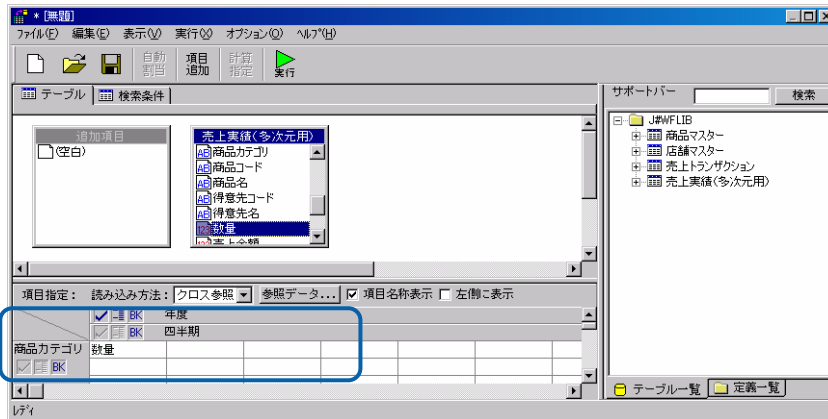 * [無題]
ファイル(F) 編集(E) 表示(V) 実行(X) オプション(O) ヘルプ(H)
自動割当 項目追加 計算指定 実行
テーブル 検索条件
サポートバー 検索
追加項目
(空白)
売上実績(多次元用)
AB 商品カテゴリ
AB 商品コード
AB 商品名
AB 得意先コード
AB 得意先名
123 数量
123 売上金額
J#WFLIB
商品マスター
店舗マスター
売上トランザクション
売上実績(多次元用)
項目指定: 読み込み方法: クロス参照 参照データ... 項目名称表示 左側に表示
BK 年度
BK 四半期
商品カテゴリ 数量
BK
テーブル一覧 定義一覧
レディ